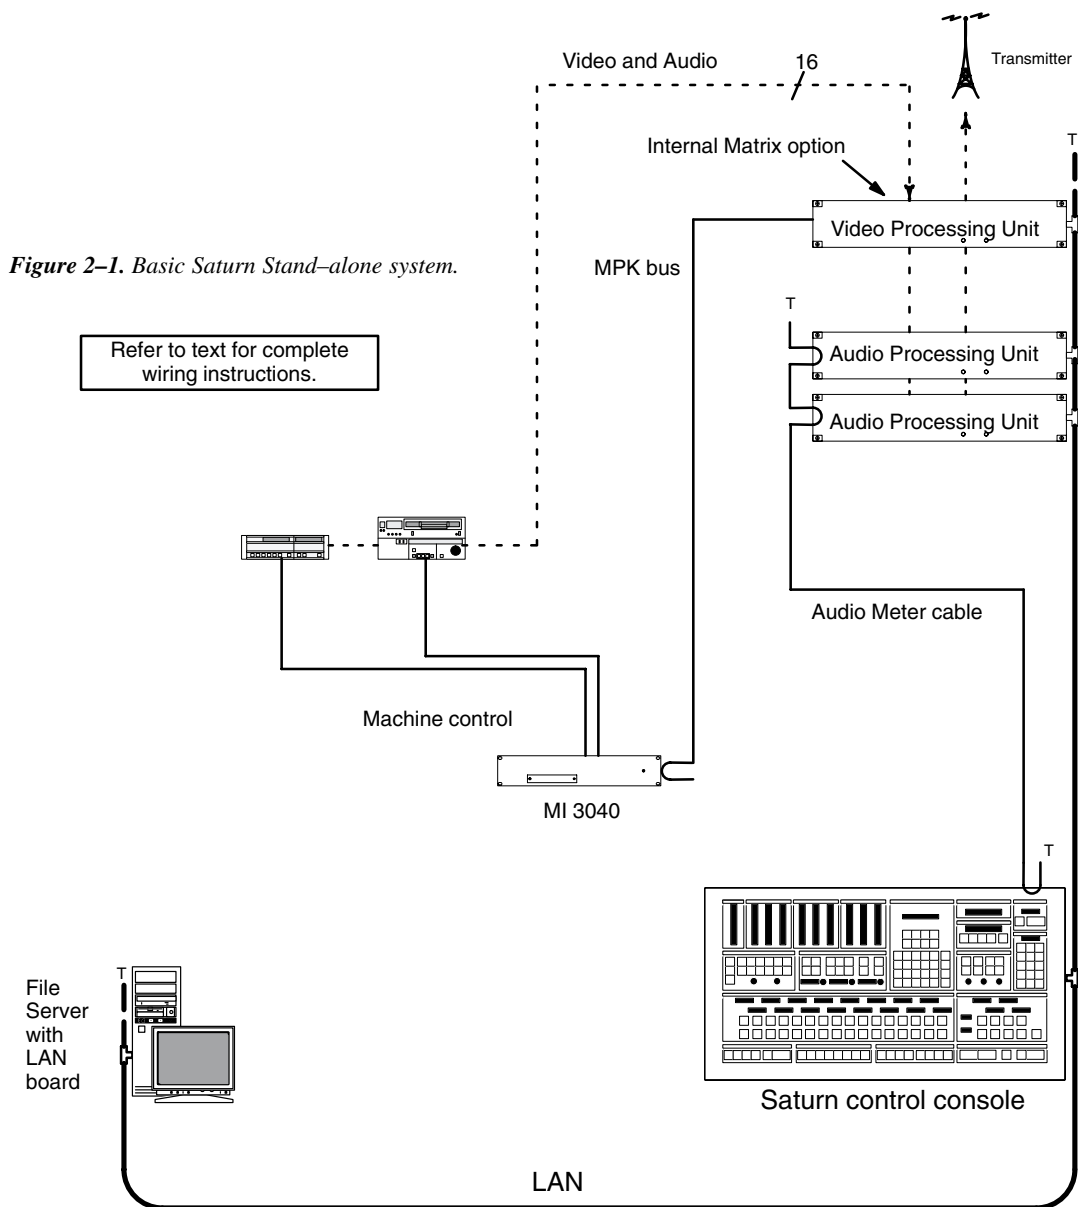 Video and Audio
16
Transmitter
T
Internal Matrix option
Video Processing Unit
Figure 2–1. Basic Saturn Stand–alone system.
MPK bus
T
Refer to text for complete
wiring instructions.
Audio Processing Unit
Audio Processing Unit
Audio Meter cable
Machine control
MI 3040
T
T
File
Server
with
LAN
board
Saturn control console
LAN